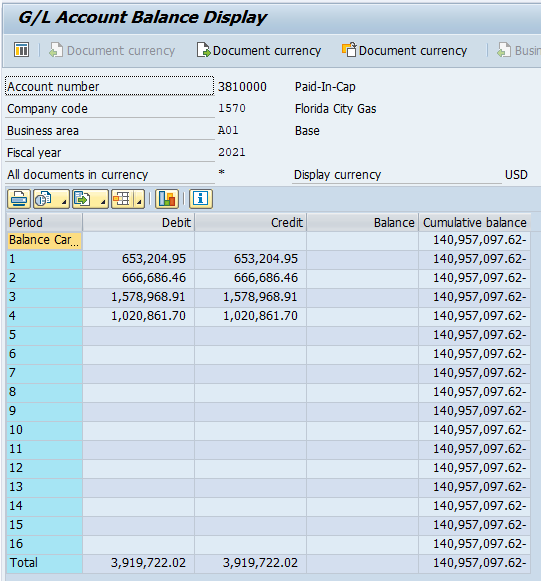 G/L Account Balance Display
Document currency Document currency Document currency Busin
Account number 3810000 Paid-In-Cap
Company code 1570 Florida City Gas
Business area A01 Base
Fiscal year 2021
All documents in currency * Display currency USD
Period Debit Credit Balance Cumulative balance
Balance Car... 140,957,097.62-
1 653,204.95 653,204.95 140,957,097.62-
2 666,686.46 666,686.46 140,957,097.62-
3 1,578,968.91 1,578,968.91 140,957,097.62-
4 1,020,861.70 1,020,861.70 140,957,097.62-
5 140,957,097.62-
6 140,957,097.62-
7 140,957,097.62-
8 140,957,097.62-
9 140,957,097.62-
10 140,957,097.62-
11 140,957,097.62-
12 140,957,097.62-
13 140,957,097.62-
14 140,957,097.62-
15 140,957,097.62-
16 140,957,097.62-
Total 3,919,722.02 3,919,722.02 140,957,097.62-